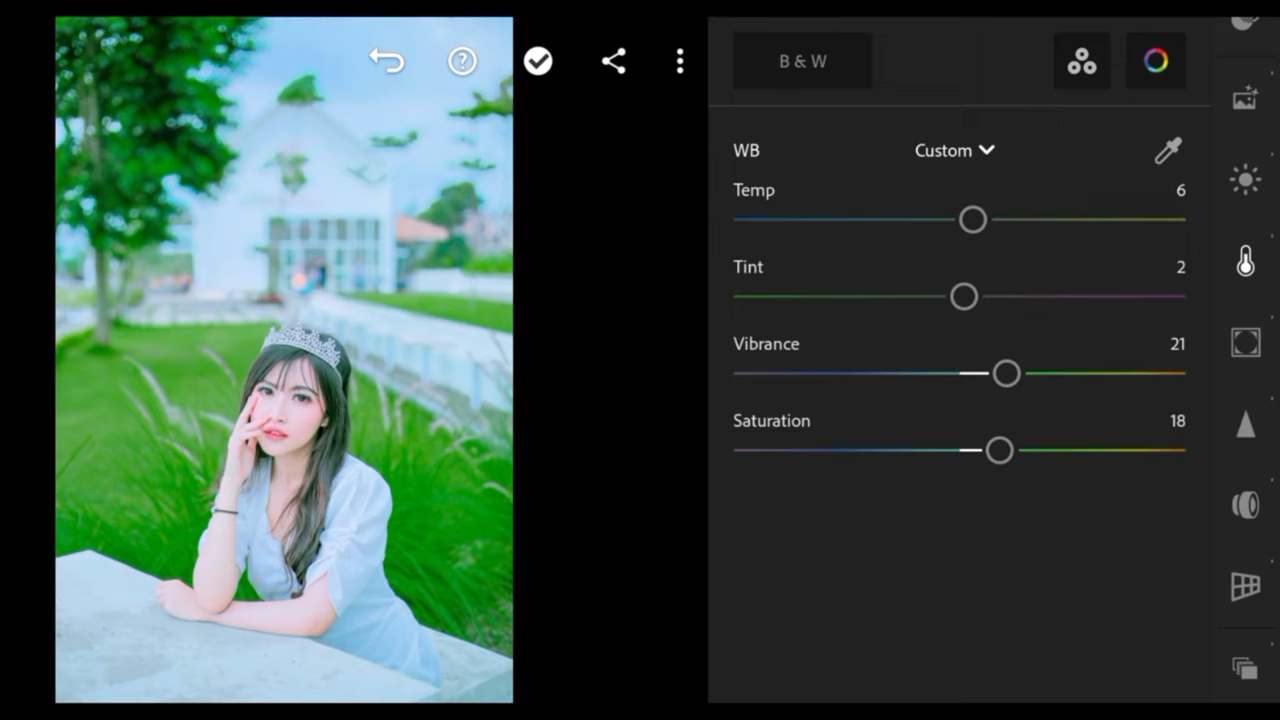 B & W
WB Custom
Temp 6
Tint 2
Vibrance 21
Saturation 18